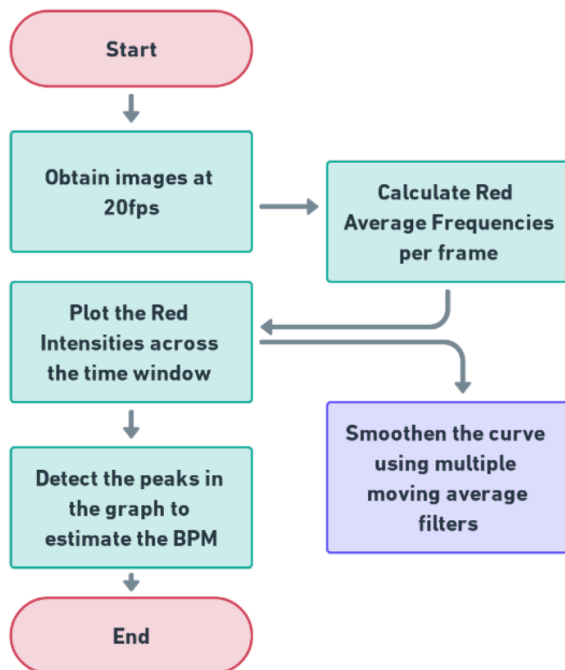 Start
Obtain images at
20fps
Calculate Red
Average Frequencies
per frame
Plot the Red
Intensities across
the time window
Smoothen the curve
using multiple
moving average
filters
Detect the peaks in
the graph to
estimate the BPM
End